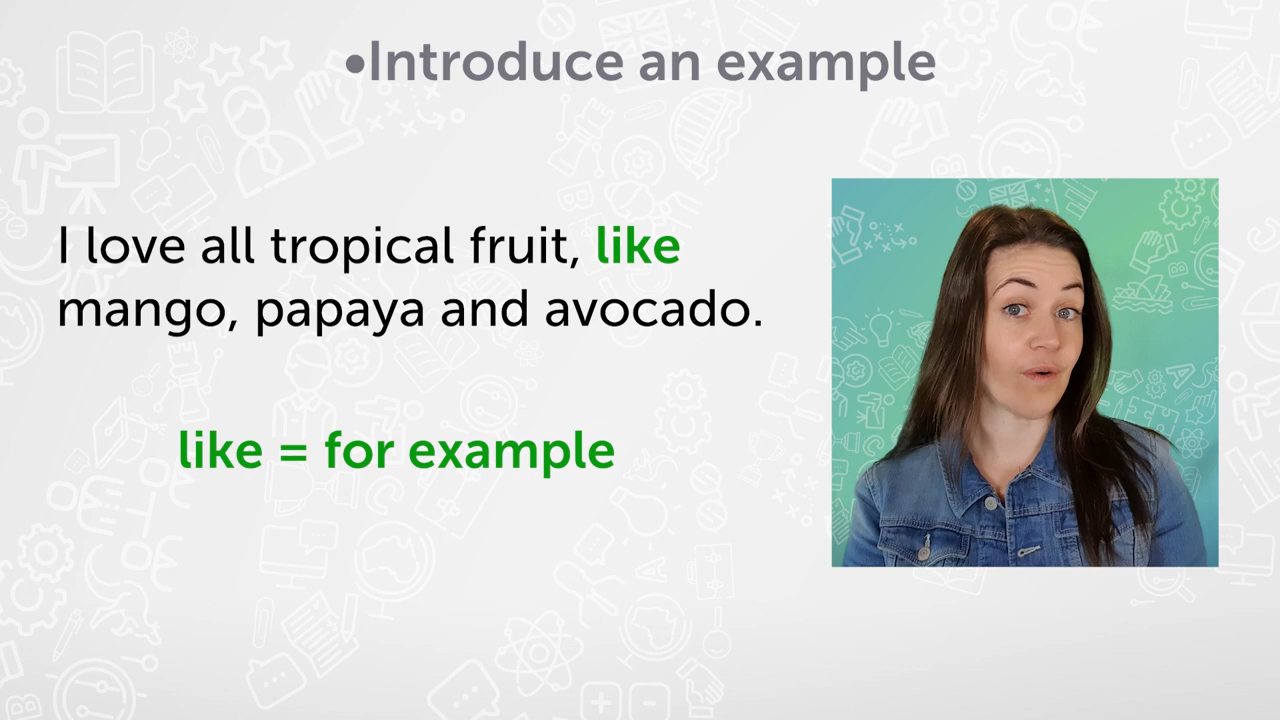 •Introduce an example
I love all tropical fruit, like
mango, papaya and avocado.
like = for example